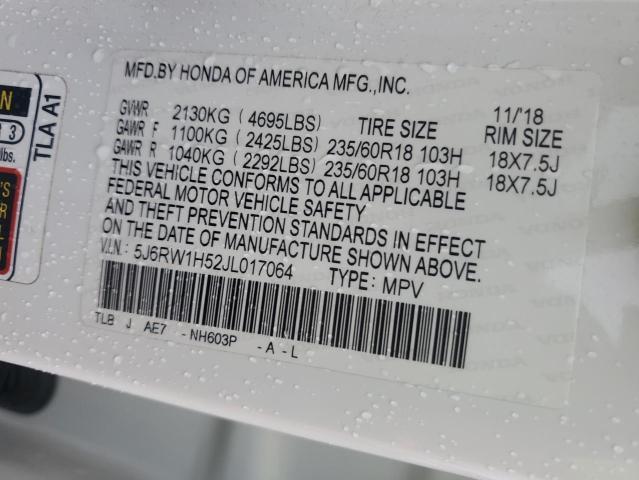 MFD.BY HONDA OF AMERICA MFG.,INC.
11/'18
GVWR 2130KG (4695LBS) TIRE SIZE RIM SIZE
GAWR F 1100KG (2425LBS) 235/60R18 103H 18X7.5J
GAWR R 1040KG (2292LBS) 235/60R18 103H 18X7.5J
THIS VEHICLE CONFORMS TO ALL APPLICABLE
FEDERAL MOTOR VEHICLE SAFETY
AND THEFT PREVENTION STANDARDS IN EFFECT
ON THE DATE OF MANUFACTURE SHOWN ABOVE.
V.I.N.: 5J6RW1H52JL017064 TYPE: MPV
TLB J AE7 -NH603P -A-L
TLA A1
3
lbs.